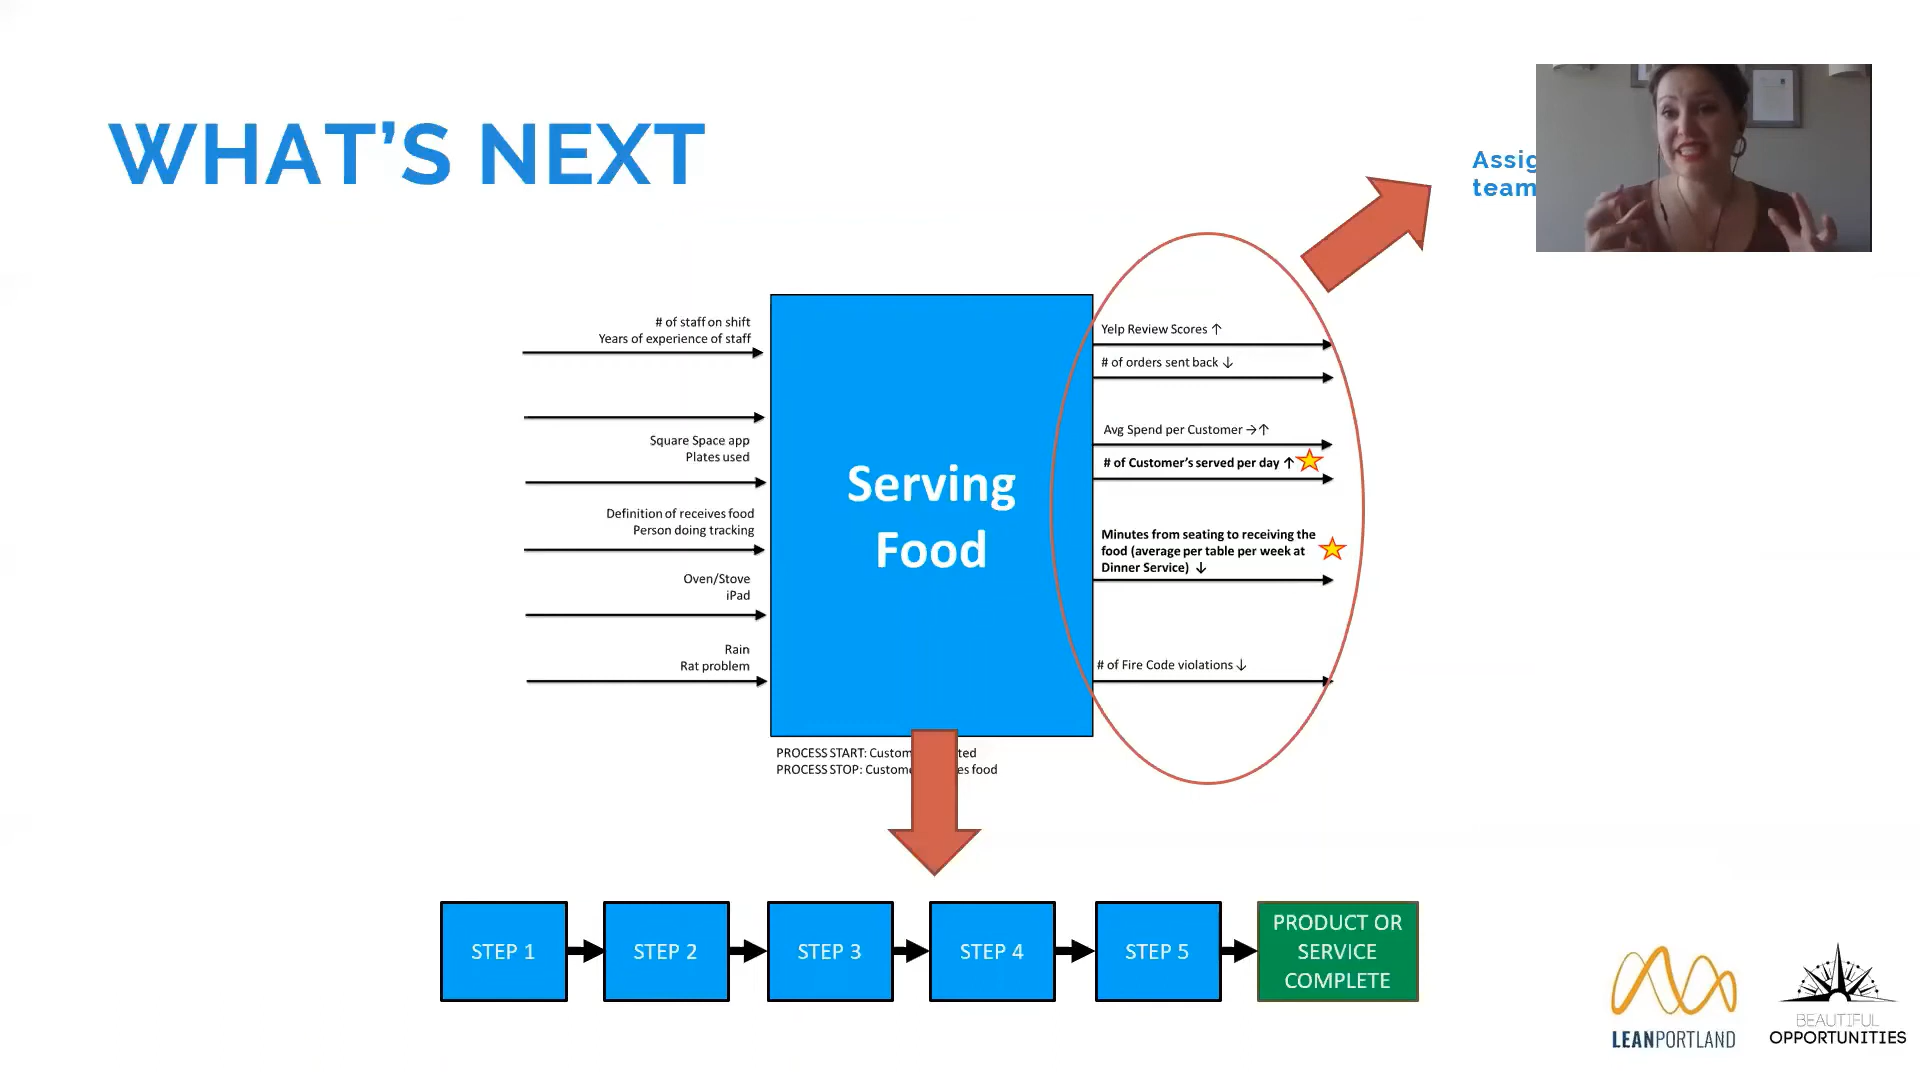 WHAT'S NEXT
Assig
team
# of staff on shift
Years of experience of staff
Square Space app
Plates used
Definition of receives food
Person doing tracking
Oven/Stove
iPad
Rain
Rat problem
Serving
Food
Yelp Review Scores ↑
# of orders sent back ↓
Avg Spend per Customer →↑
# of Customer's served per day ↑
Minutes from seating to receiving the
food (average per table per week at
Dinner Service) ↓
# of Fire Code violations ↓
PROCESS START: Custom ted
PROCESS STOP: Custome es food
STEP 1
STEP 2
STEP 3
STEP 4
STEP 5
PRODUCT OR
SERVICE
COMPLETE
LEANPORTLAND
BEAUTIFUL
OPPORTUNITIES